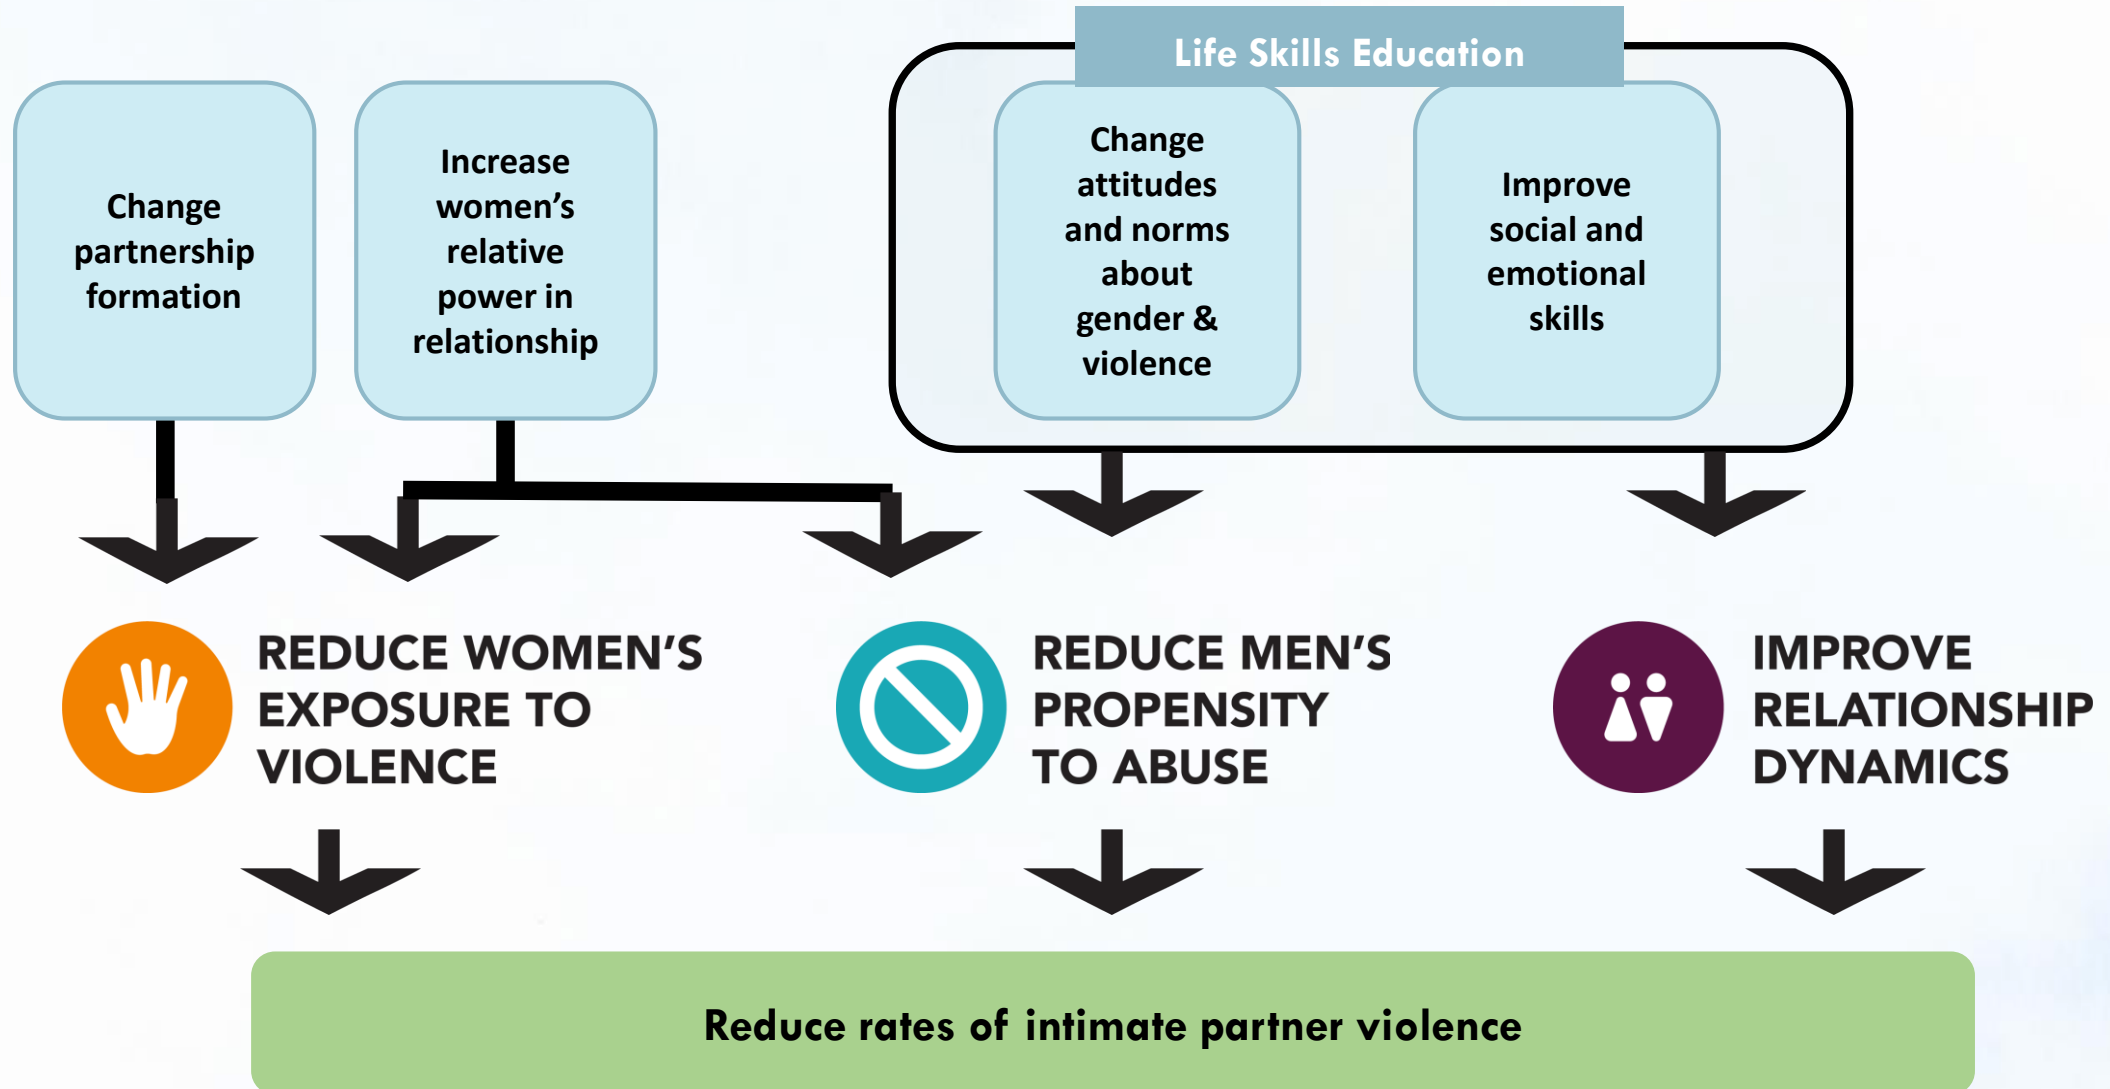 Life Skills Education
Change
partnership
formation
Increase
women’s
relative
power in
relationship
Change
attitudes
and norms
about
gender &
violence
Improve
social and
emotional
skills
REDUCE WOMEN’S
EXPOSURE TO
VIOLENCE
REDUCE MEN’S
PROPENSITY
TO ABUSE
IMPROVE
RELATIONSHIP
DYNAMICS
Reduce rates of intimate partner violence